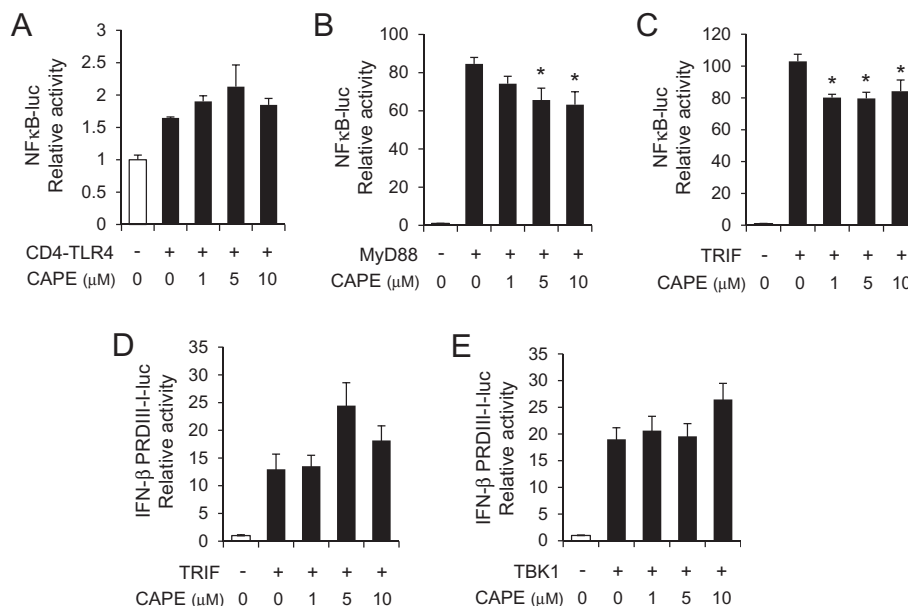 A
NFκB-luc
Relative activity
3
2.5
2
1.5
1
0.5
0
CD4-TLR4 - + + + +
CAPE (μM) 0 0 1 5 10
B
NFκB-luc
Relative activity
100
80
60
40
20
0
* *
MyD88 - + + + +
CAPE (μM) 0 0 1 5 10
C
NFκB-luc
Relative activity
120
100
80
60
40
20
0
* * *
TRIF - + + + +
CAPE (μM) 0 0 1 5 10
D
IFN-β PRDIII-I-luc
Relative activity
35
30
25
20
15
10
5
0
TRIF - + + + +
CAPE (μM) 0 0 1 5 10
E
IFN-β PRDIII-I-luc
Relative activity
35
30
25
20
15
10
5
0
TBK1 - + + + +
CAPE (μM) 0 0 1 5 10